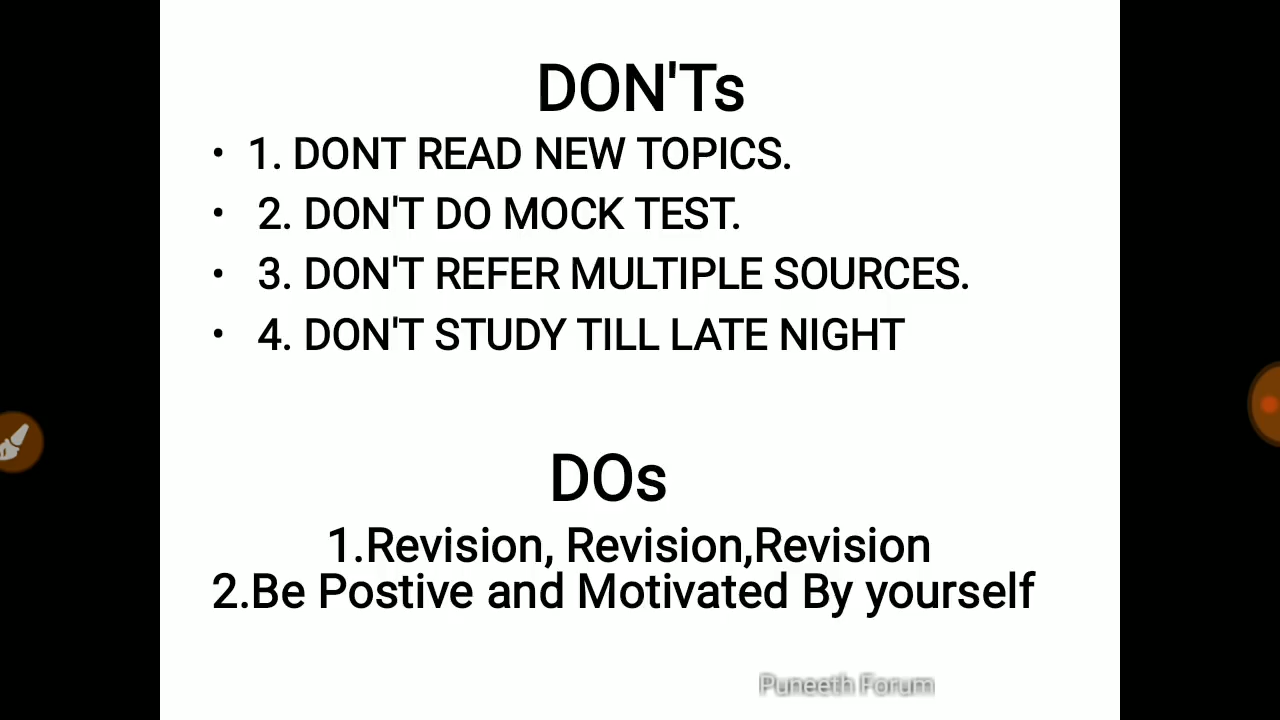 DON'Ts
• 1. DONT READ NEW TOPICS.
• 2. DON'T DO MOCK TEST.
• 3. DON'T REFER MULTIPLE SOURCES.
• 4. DON'T STUDY TILL LATE NIGHT
DOs
1.Revision, Revision,Revision
2.Be Postive and Motivated By yourself
Puneeth Forum